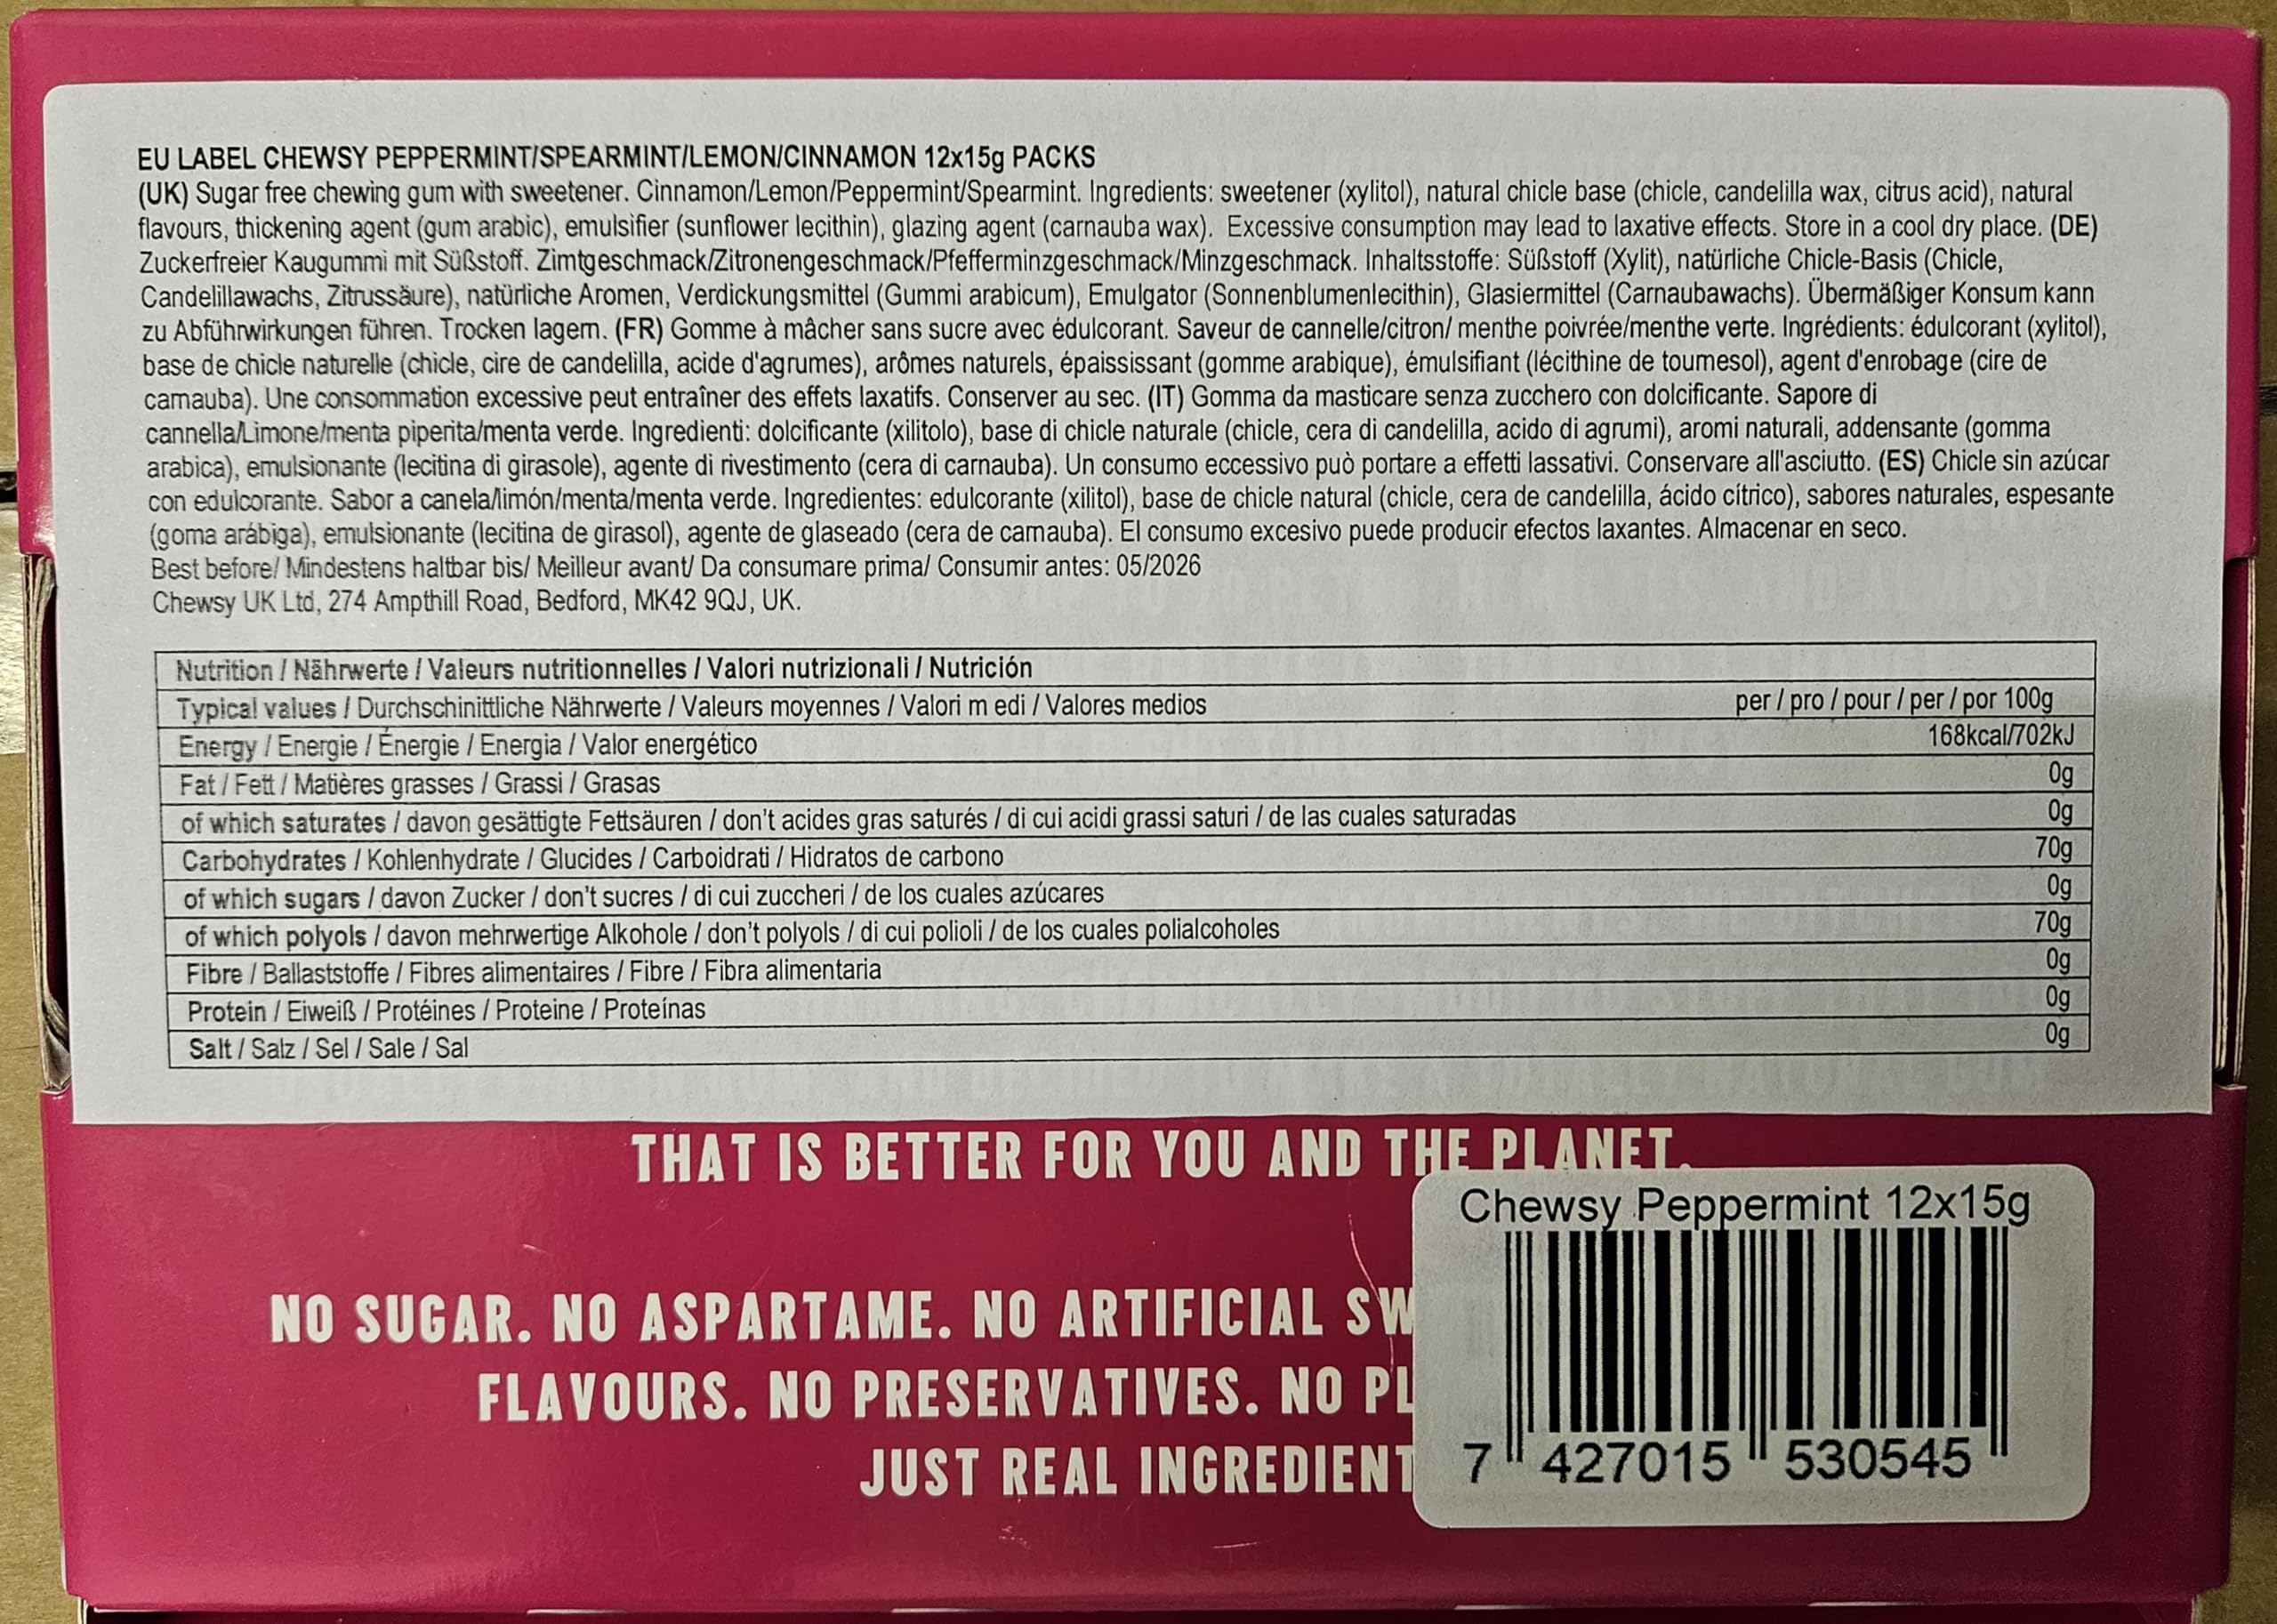 EU LABEL CHEWSY PEPPERMINT/SPEARMINT/LEMON/CINNAMON 12x15g PACKS
(UK) Sugar free chewing gum with sweetener. Cinnamon/Lemon/Peppermint/Spearmint. Ingredients: sweetener (xylitol), natural chicle base (chicle, candelilla wax, citrus acid), natural
flavours, thickening agent (gum arabic), emulsifier (sunflower lecithin), glazing agent (carnauba wax). Excessive consumption may lead to laxative effects. Store in a cool dry place. (DE)
Zuckerfreier Kaugummi mit Süßstoff. Zimtgeschmack/Zitronengeschmack/Pfefferminzgeschmack/Minzgeschmack. Inhaltsstoffe: Süßstoff (Xylit), natürliche Chicle-Basis (Chicle,
Candelillawachs, Zitrussäure), natürliche Aromen, Verdickungsmittel (Gummi arabicum), Emulgator (Sonnenblumenlecithin), Glasiermittel (Carnaubawachs). Übermäßiger Konsum kann
zu Abführwirkungen führen. Trocken lagern. (FR) Gomme à mâcher sans sucre avec édulcorant. Saveur de cannelle/citron/ menthe poivrée/menthe verte. Ingrédients: édulcorant (xylitol),
base de chicle naturelle (chicle, cire de candelilla, acide d'agrumes), arômes naturels, épaississant (gomme arabique), émulsifiant (lécithine de tournesol), agent d'enrobage (cire de
carnauba). Une consommation excessive peut entraîner des effets laxatifs. Conserver au sec. (IT) Gomma da masticare senza zucchero con dolcificante. Sapore di
cannella/Limone/menta piperita/menta verde. Ingredienti: dolcificante (xilitolo), base di chicle naturale (chicle, cera di candelilla, acido di agrumi), aromi naturali, addensante (gomma
arabica), emulsionante (lecitina di girasole), agente di rivestimento (cera di carnauba). Un consumo eccessivo può portare a effetti lassativi. Conservare all'asciutto. (ES) Chicle sin azúcar
con edulcorante. Sabor a canela/limón/menta/menta verde. Ingredientes: edulcorante (xilitol), base de chicle natural (chicle, cera de candelilla, ácido cítrico), sabores naturales, espesante
(goma arábiga), emulsionante (lecitina de girasol), agente de glaseado (cera de carnauba). El consumo excesivo puede producir efectos laxantes. Almacenar en seco.
Best before/ Mindestens haltbar bis/ Meilleur avant/ Da consumare prima/ Consumir antes: 05/2026
Chewsy UK Ltd, 274 Ampthill Road, Bedford, MK42 9QJ, UK.
Nutrition / Nährwerte / Valeurs nutritionnelles / Valori nutrizionali / Nutrición
Typical values / Durchschinittliche Nährwerte / Valeurs moyennes / Valori m edi / Valores medios per / pro / pour / per / por 100g
Energy / Energie / Énergie / Energia / Valor energético 168kcal/702kJ
Fat / Fett / Matières grasses / Grassi / Grasas 0g
of which saturates / davon gesättigte Fettsäuren / don't acides gras saturés / di cui acidi grassi saturi / de las cuales saturadas 0g
Carbohydrates / Kohlenhydrate / Glucides / Carboidrati / Hidratos de carbono 70g
of which sugars / davon Zucker / don't sucres / di cui zuccheri / de los cuales azúcares 0g
of which polyols / davon mehrwertige Alkohole / don't polyols / di cui polioli / de los cuales polialcoholes 70g
Fibre / Ballaststoffe / Fibres alimentaires / Fibre / Fibra alimentaria 0g
Protein / Eiweiß / Protéines / Proteine / Proteínas 0g
Salt / Salz / Sel / Sale / Sal 0g
THAT IS BETTER FOR YOU AND THE PLANET.
NO SUGAR. NO ASPARTAME. NO ARTIFICIAL SW
FLAVOURS. NO PRESERVATIVES. NO PL
JUST REAL INGREDIENT
Chewsy Peppermint 12x15g
7 427015 530545